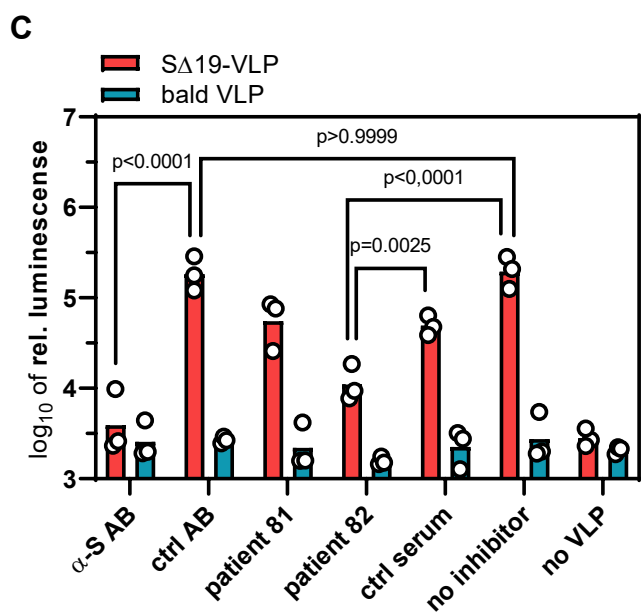 C
SΔ19-VLP
bald VLP
log10 of rel. luminescense
7
6
5
4
3
p>0.9999
p<0.0001
p<0,0001
p=0.0025
α-S AB
ctrl AB
patient 81
patient 82
ctrl serum
no inhibitor
no VLP